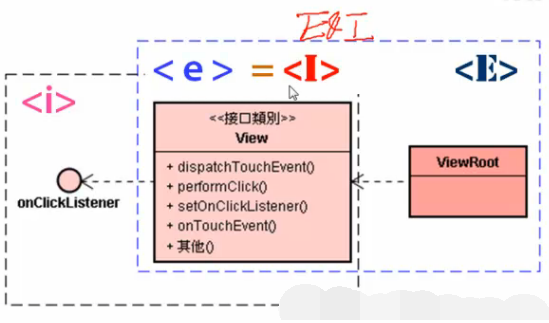 E&I
<e> = <I> <E>
<i>
<<接口類別>>
View
+ dispatchTouchEvent()
+ performClick()
+ setOnClickListener()
+ onTouchEvent()
+ 其他()
ViewRoot
onClickListener